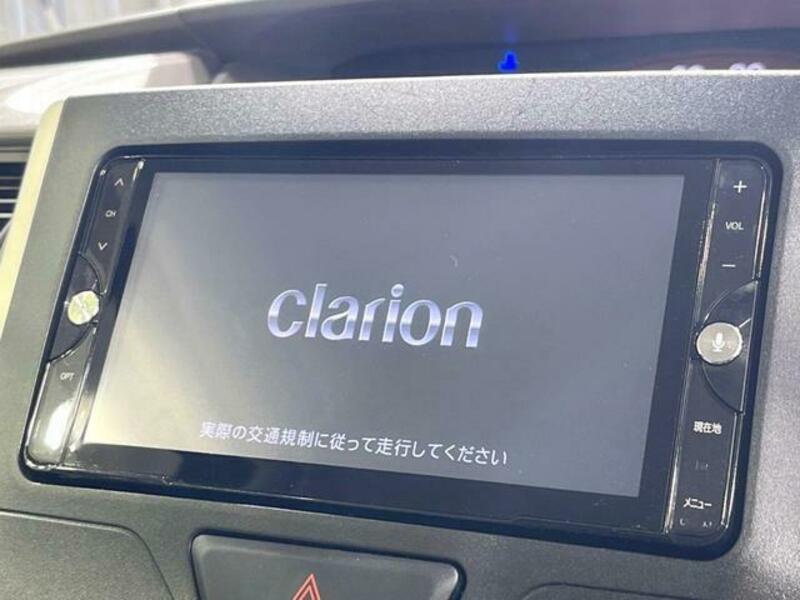 CH
OPT
clarion
実際の交通規制に従って走行してください
+
VOL
−
現在地
メニュー